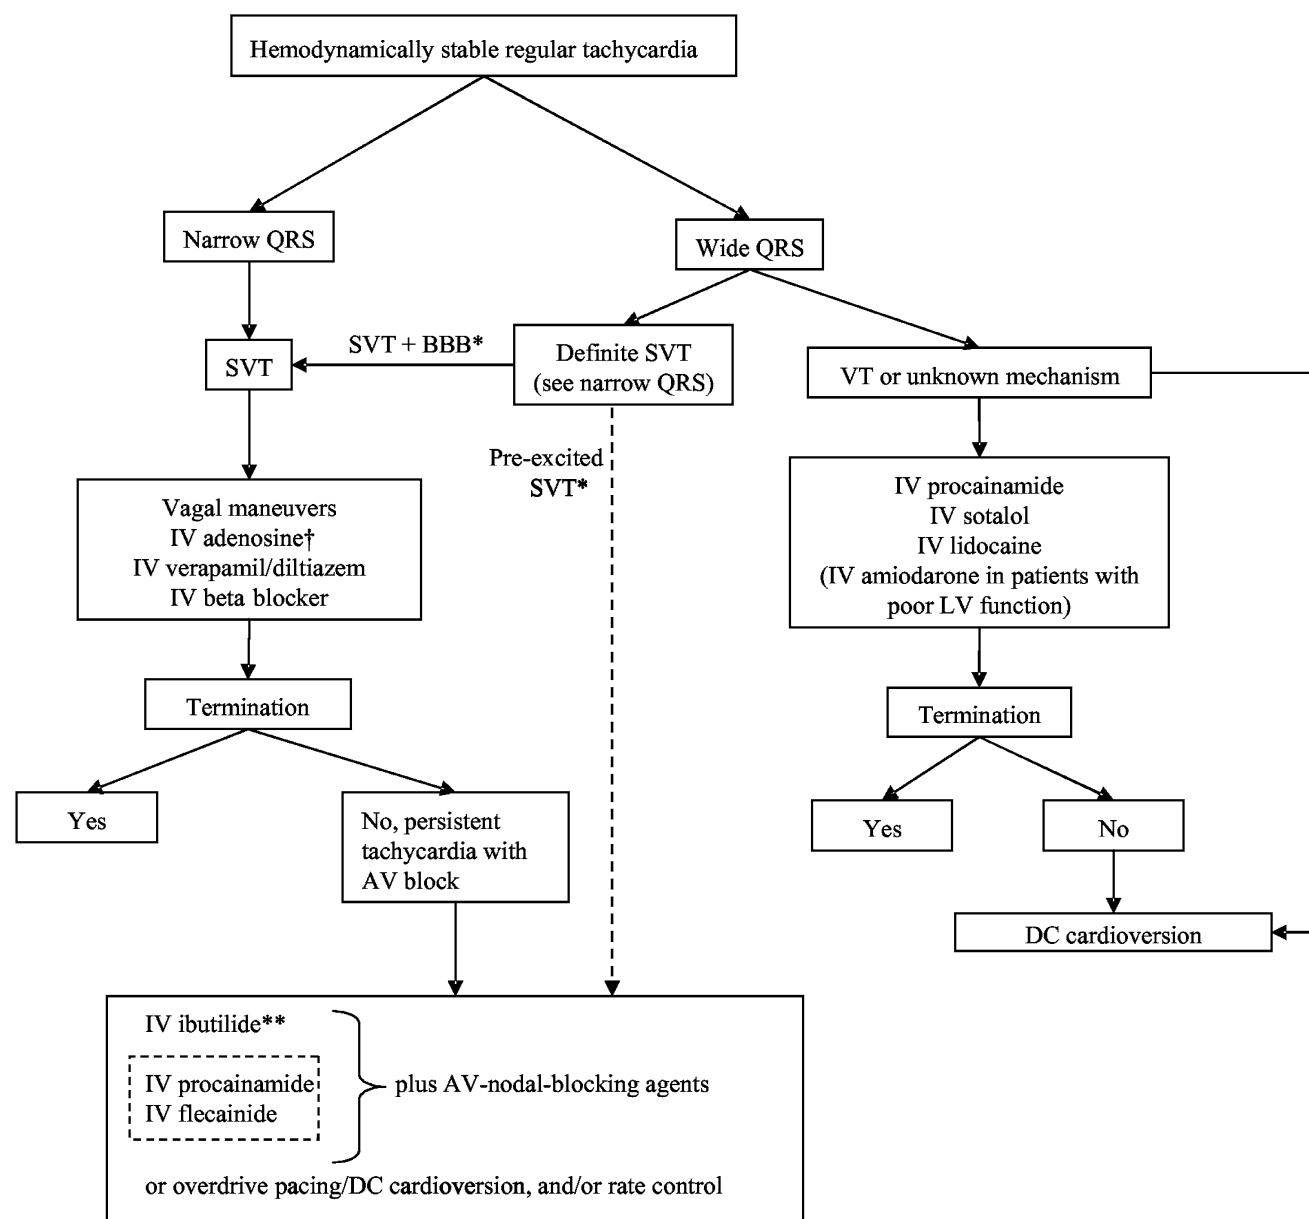 Hemodynamically stable regular tachycardia
Narrow QRS
Wide QRS
SVT
SVT + BBB*
Definite SVT
(see narrow QRS)
VT or unknown mechanism
Pre-excited
SVT*
Vagal maneuvers
IV adenosine†
IV verapamil/diltiazem
IV beta blocker
IV procainamide
IV sotalol
IV lidocaine
(IV amiodarone in patients with
poor LV function)
Termination
Termination
Yes
No, persistent
tachycardia with
AV block
Yes
No
DC cardioversion
IV ibutilide**
IV procainamide
IV flecainide
plus AV-nodal-blocking agents
or overdrive pacing/DC cardioversion, and/or rate control